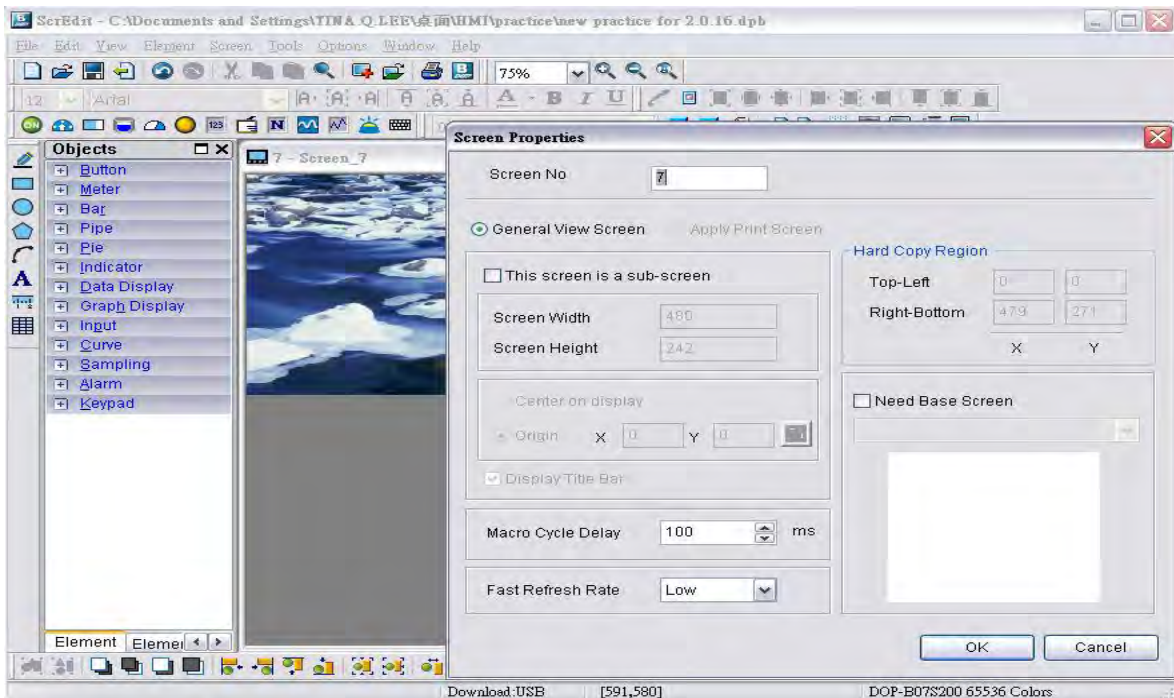 ScrEdit - C:\Documents and Settings\TINA Q LEE\桌面\HMI\practice\new practice for 2.0.16.dpb
File Edit View Element Screen Tools Options Window Help
75%
12 Arial
A B I U
Objects
Button
Meter
Bar
Pipe
Pie
Indicator
Data Display
Graph Display
Input
Curve
Sampling
Alarm
Keypad
Element
7 - Screen_7
Screen Properties
Screen No 7
General View Screen Apply Print Screen
This screen is a sub-screen
Screen Width 480
Screen Height 242
Center on display
Origin X 0 Y 0
Display Title Bar
Macro Cycle Delay 100 ms
Fast Refresh Rate Low
Hard Copy Region
Top-Left 0 0
Right-Bottom 479 271
X Y
Need Base Screen
OK Cancel
Download:USB [591,580] DOP-B07S200 65536 Colors